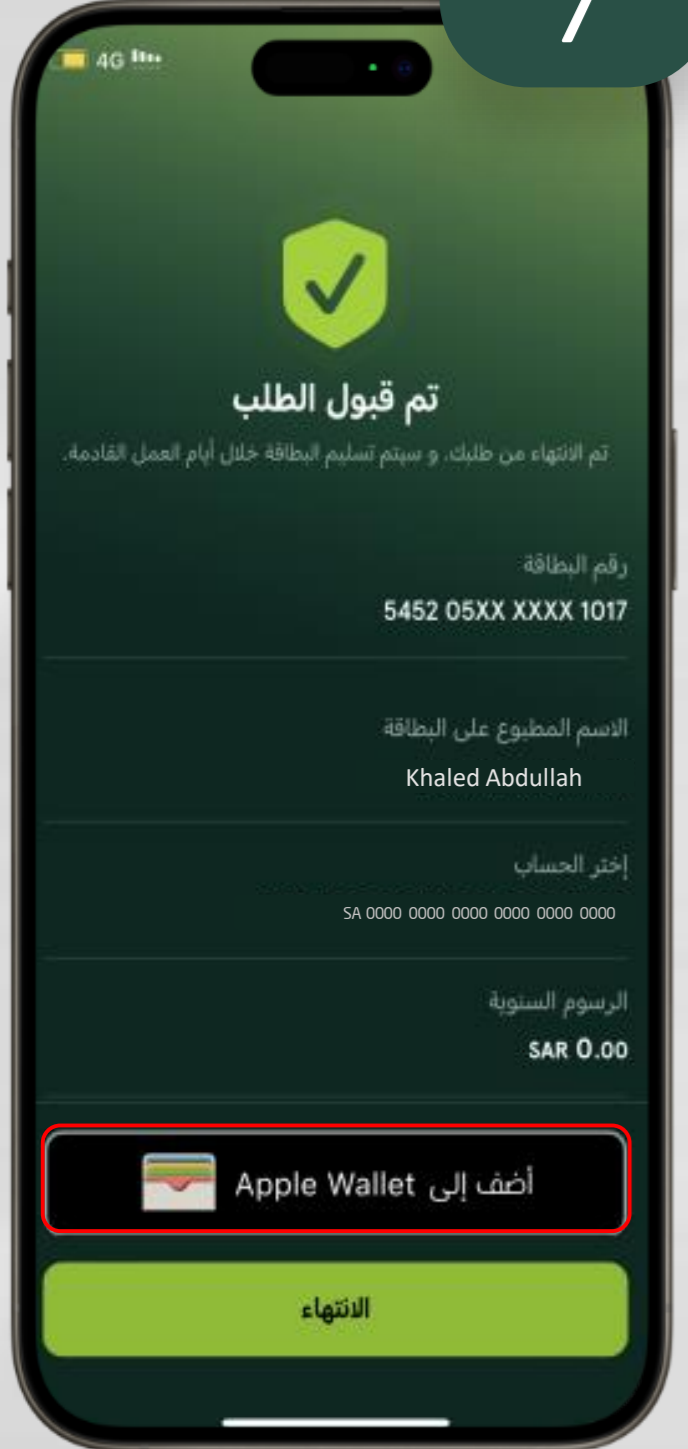 7
4G
تم قبول الطلب
تم الانتهاء من طلبك. و سيتم تسليم البطاقة خلال أيام العمل القادمة.
رقم البطاقة
5452 05XX XXXX 1017
الاسم المطبوع على البطاقة
Khaled Abdullah
إختر الحساب
SA 0000 0000 0000 0000 0000 0000
الرسوم السنوية
SAR 0.00
أضف إلى Apple Wallet
الانتهاء